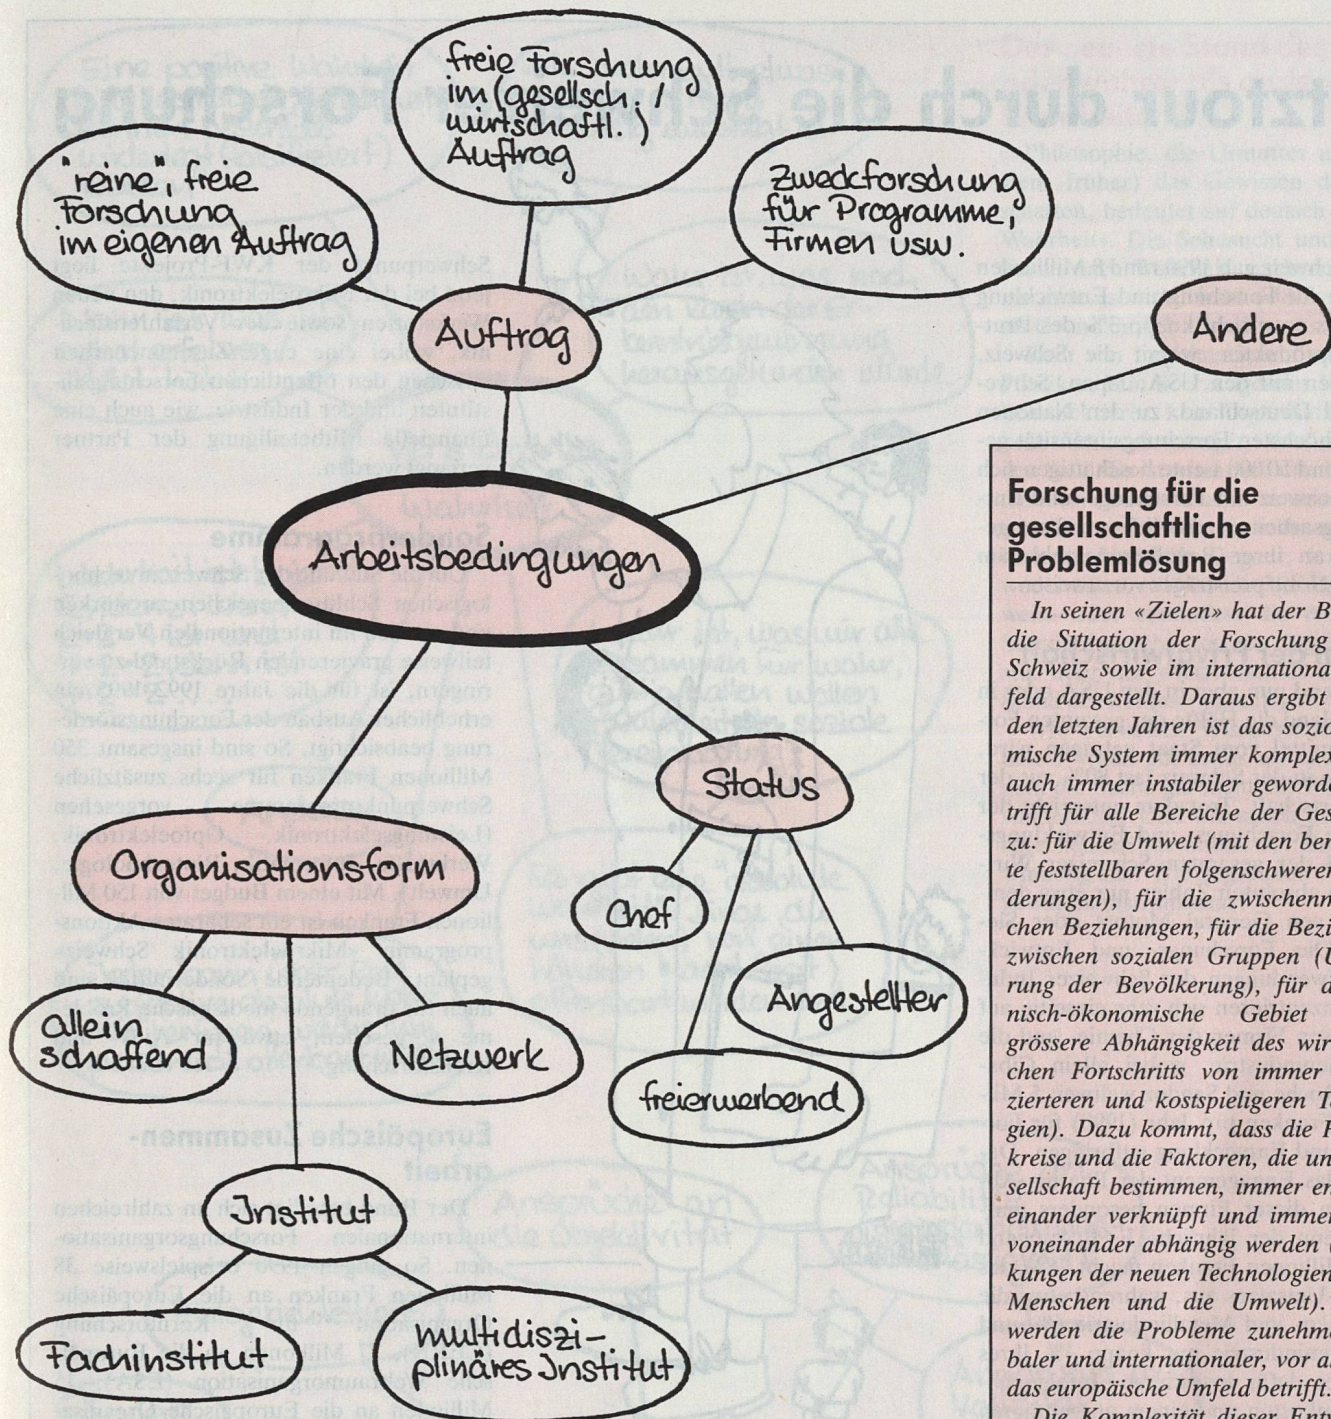 freie Forschung
im (gesellsch. /
wirtschaftl.)
Auftrag
"reine", freie
Forschung
im eigenen Auftrag
Zweckforschung
für Programme,
Firmen usw.
Auftrag
Andere
Arbeitsbedingungen
Status
Organisationsform
Chef
Angestellter
freierwerbend
allein
schaffend
Netzwerk
Institut
Fachinstitut
multidiszi-
plinäres Institut
Forschung für die
gesellschaftliche
Problemlösung
In seinen «Zielen» hat der B
die Situation der Forschung
Schweiz sowie im internationa
feld dargestellt. Daraus ergibt
den letzten Jahren ist das sozio
mische System immer komplex
auch immer instabiler geworde
trifft für alle Bereiche der Ges
zu: für die Umwelt (mit den ber
te feststellbaren folgenschweren
derungen), für die zwischenm
chen Beziehungen, für die Bezi
zwischen sozialen Gruppen (Ü
rung der Bevölkerung), für d
nisch-ökonomische Gebiet
grössere Abhängigkeit des wir
chen Fortschritts von immer
zierteren und kostspieligeren T
gien). Dazu kommt, dass die P
kreise und die Faktoren, die un
sellschaft bestimmen, immer en
einander verknüpft und immer
voneinander abhängig werden (
kungen der neuen Technologien
Menschen und die Umwelt).
werden die Probleme zunehm
baler und internationaler, vor a
das europäische Umfeld betrifft.
Die Komplexität dieser Entw